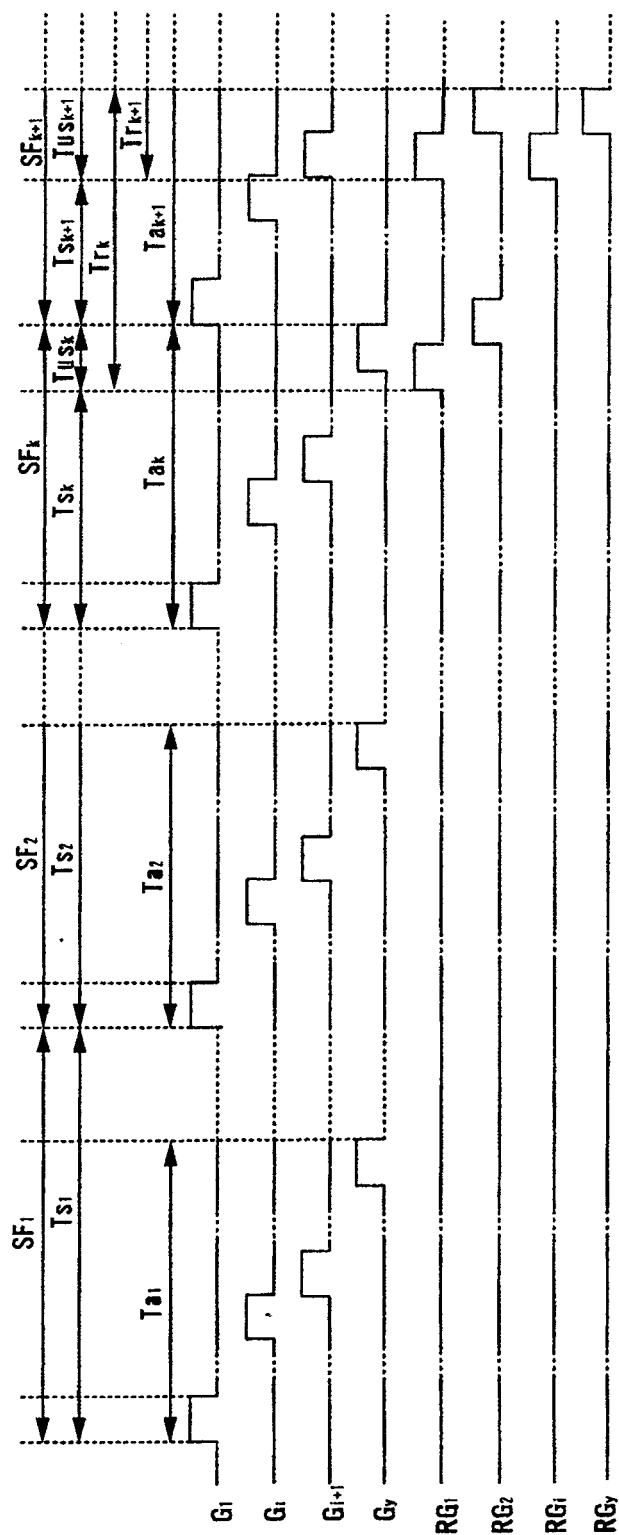 SF1 SF2 SFk SFk+1
Ts1 Ts2 Tsk Tusk Tsk+1 Tusk+1
Trk
Trk+1
Ta1 Ta2 Tak Tak+1
G1
Gi
Gi+1
Gy
RG1
RG2
RGi
RGy